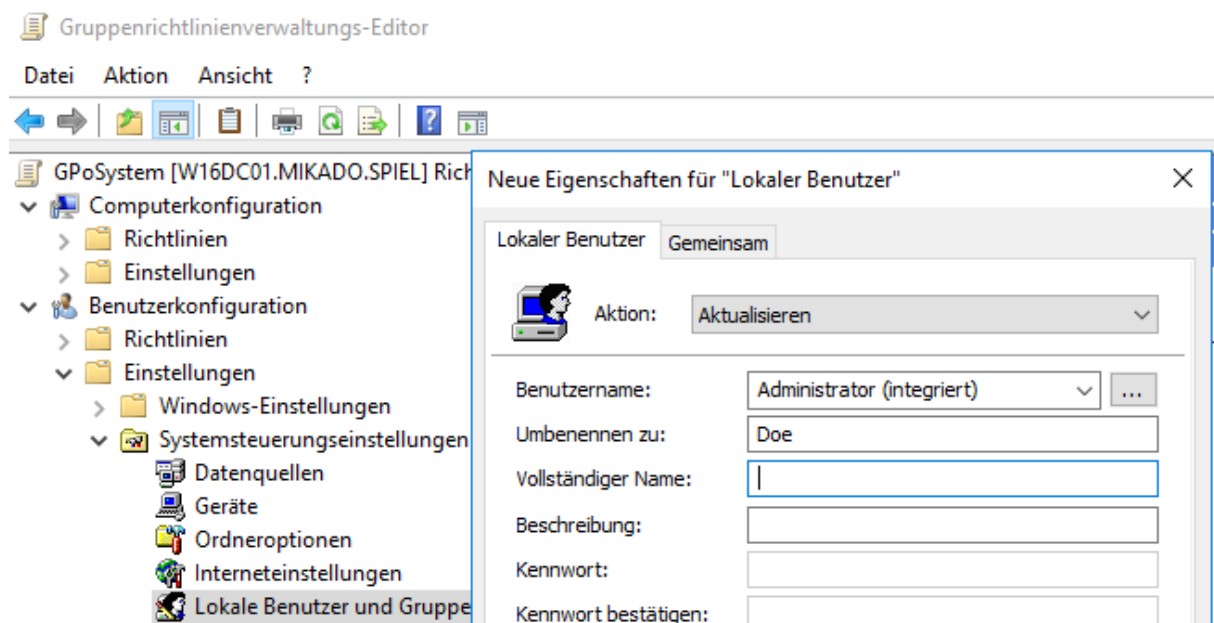 Gruppenrichtlinienverwaltungs-Editor
Datei Aktion Ansicht ?
GPoSystem [W16DC01.MIKADO.SPIEL] Rich
Computerkonfiguration
Richtlinien
Einstellungen
Benutzerkonfiguration
Richtlinien
Einstellungen
Windows-Einstellungen
Systemsteuerungseinstellungen
Datenquellen
Geräte
Ordneroptionen
Interneteinstellungen
Lokale Benutzer und Gruppe
Neue Eigenschaften für "Lokaler Benutzer"
Lokaler Benutzer Gemeinsam
Aktion: Aktualisieren
Benutzername: Administrator (integriert) ...
Umbenennen zu: Doe
Vollständiger Name:
Beschreibung:
Kennwort:
Kennwort bestätigen: